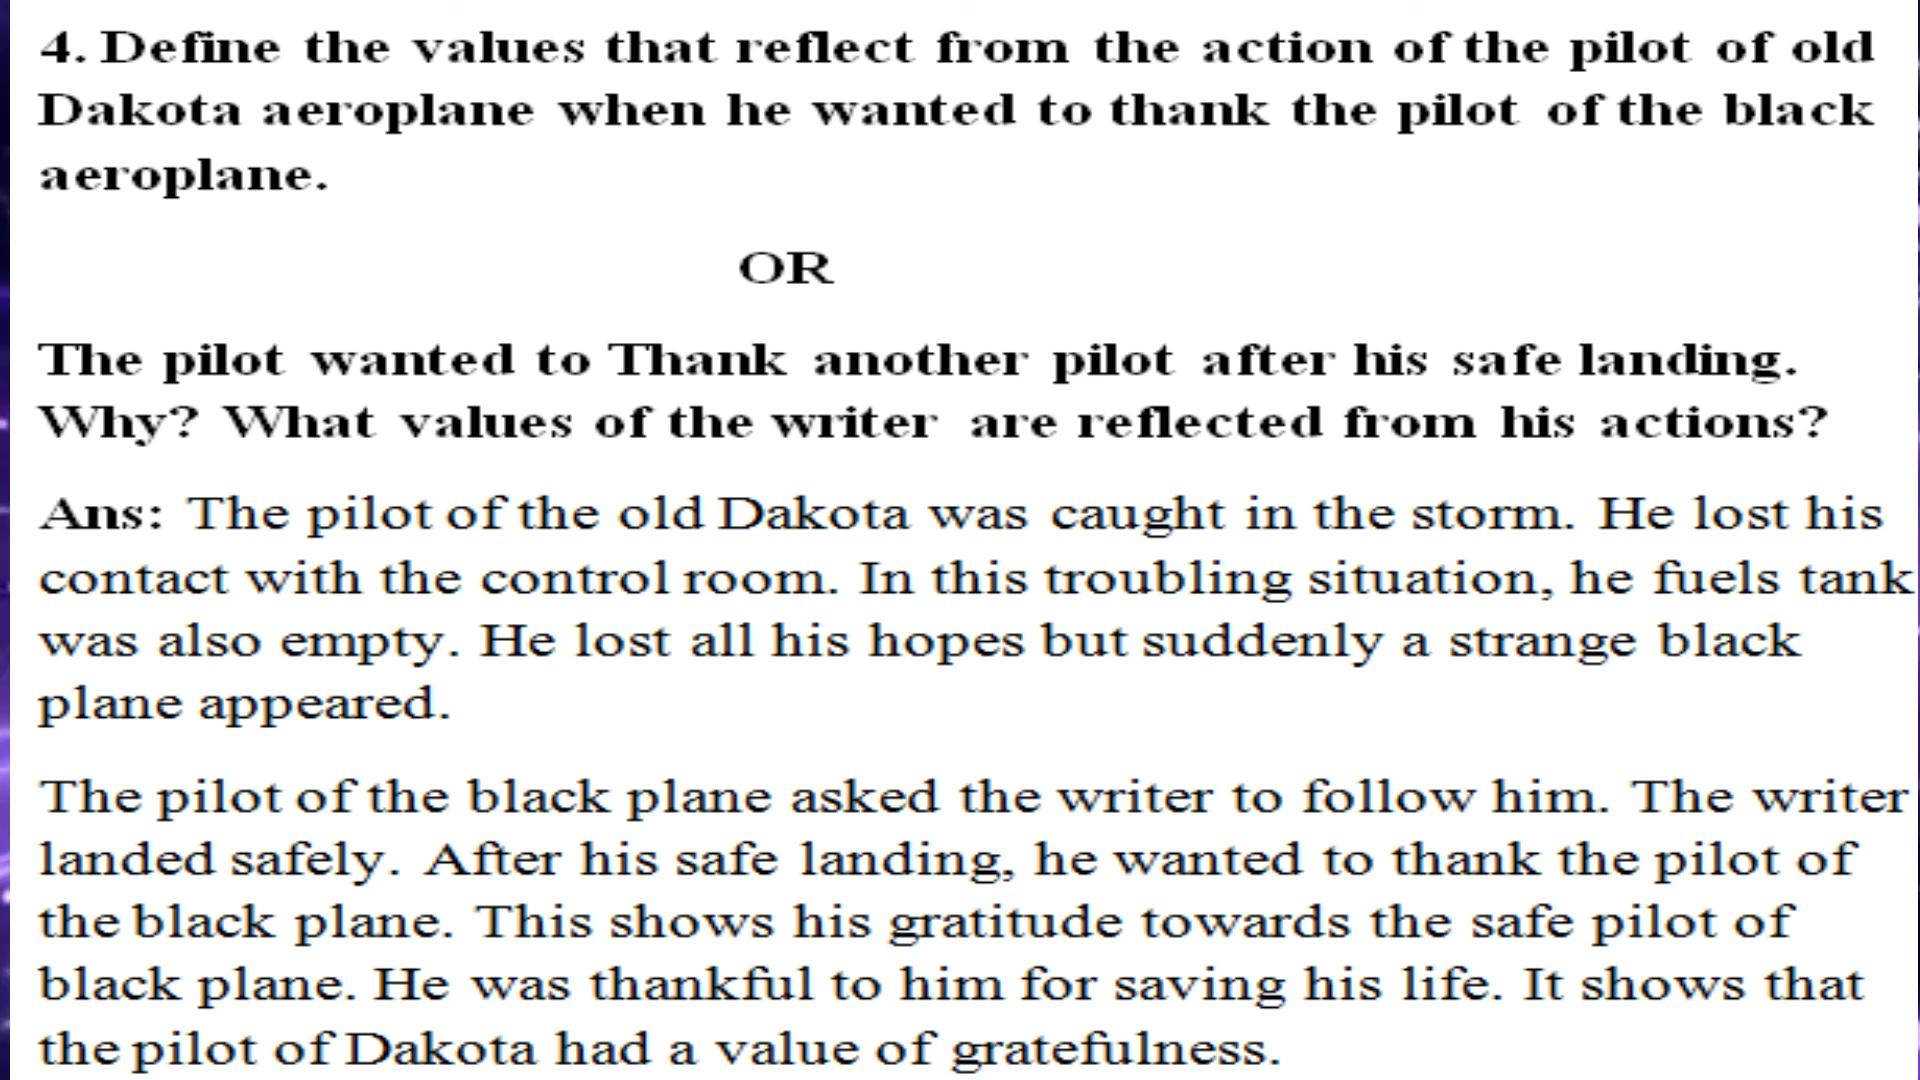 4. Define the values that reflect from the action of the pilot of old
Dakota aeroplane when he wanted to thank the pilot of the black
aeroplane.
OR
The pilot wanted to Thank another pilot after his safe landing.
Why? What values of the writer are reflected from his actions?
Ans: The pilot of the old Dakota was caught in the storm. He lost his
contact with the control room. In this troubling situation, he fuels tank
was also empty. He lost all his hopes but suddenly a strange black
plane appeared.
The pilot of the black plane asked the writer to follow him. The writer
landed safely. After his safe landing, he wanted to thank the pilot of
the black plane. This shows his gratitude towards the safe pilot of
black plane. He was thankful to him for saving his life. It shows that
the pilot of Dakota had a value of gratefulness.